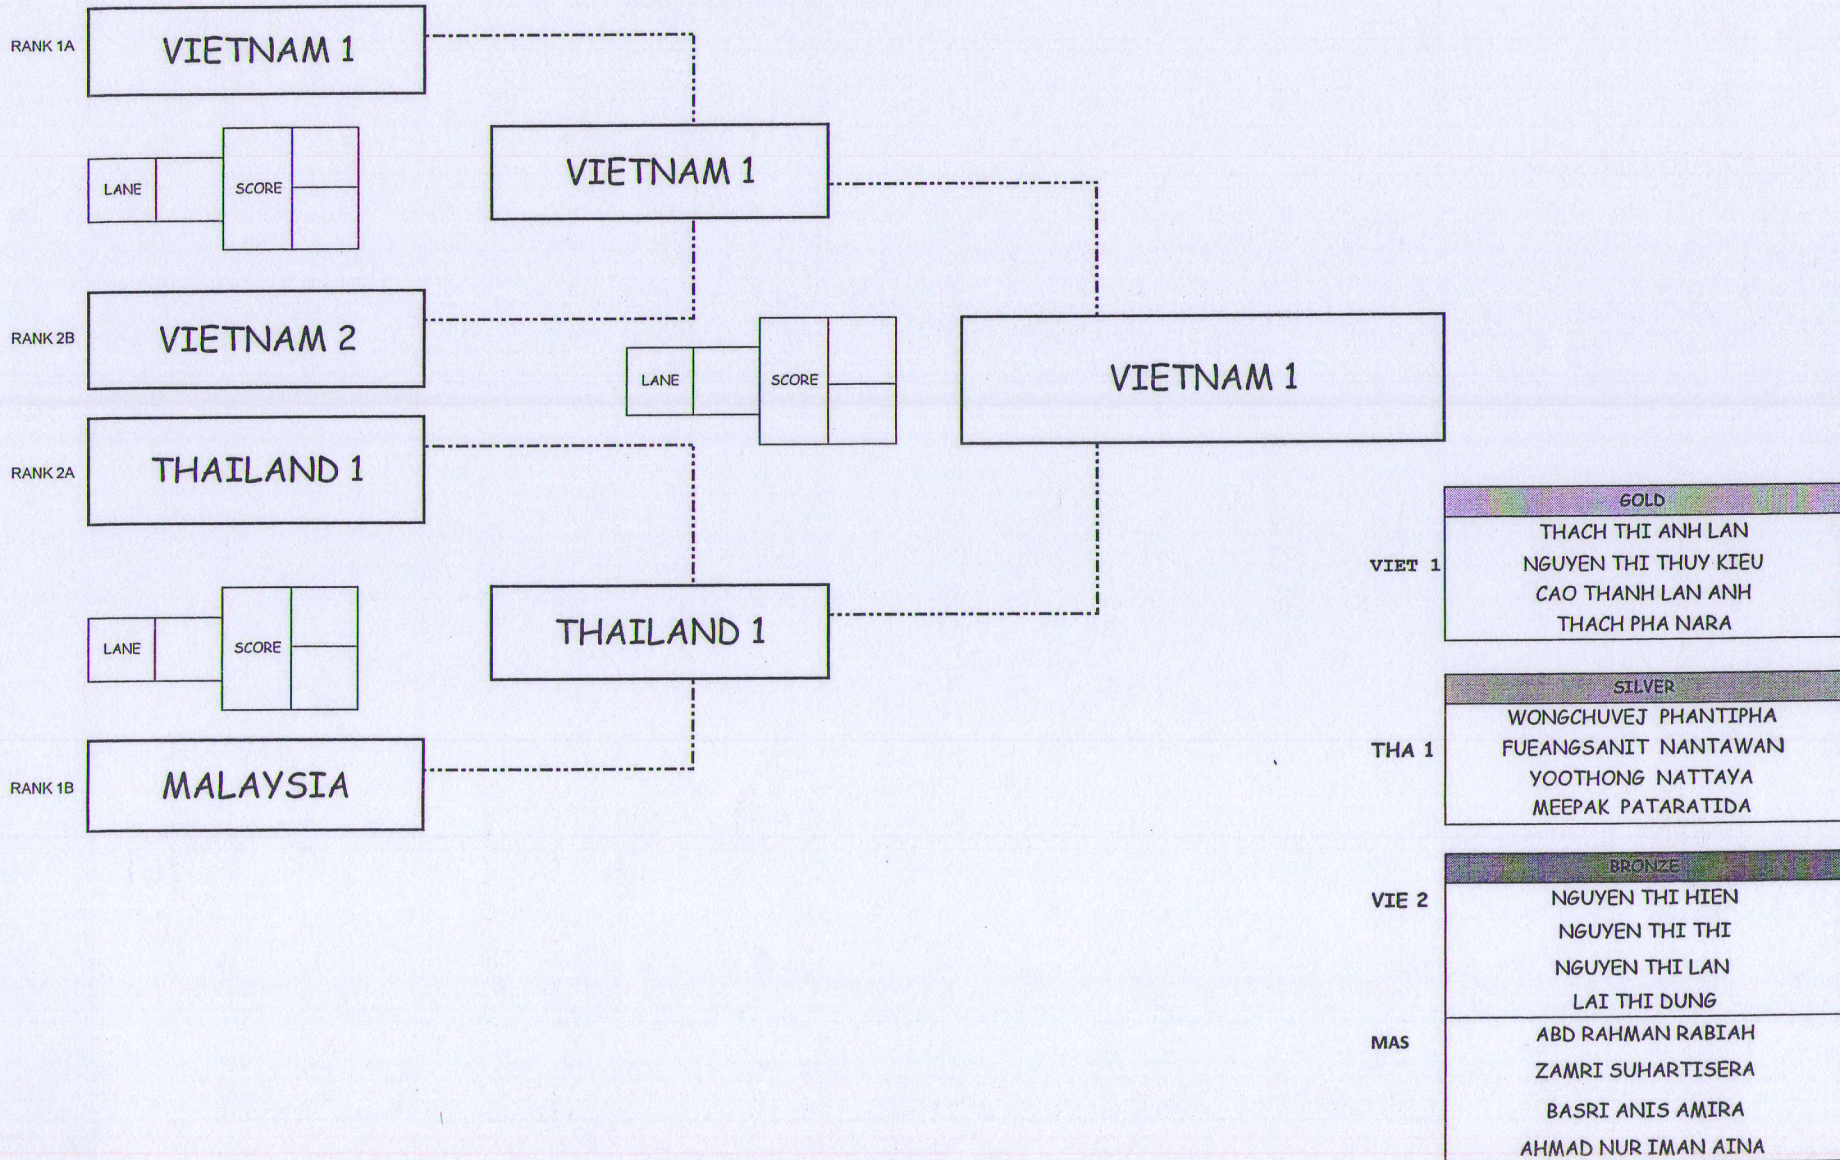 RANK 1A
VIETNAM 1
LANE
SCORE
VIETNAM 1
RANK 2B
VIETNAM 2
LANE
SCORE
VIETNAM 1
RANK 2A
THAILAND 1
LANE
SCORE
THAILAND 1
RANK 1B
MALAYSIA
GOLD
VIET 1
THACH THI ANH LAN
NGUYEN THI THUY KIEU
CAO THANH LAN ANH
THACH PHA NARA
SILVER
THA 1
WONGCHUVEJ PHANTIPHA
FUEANGSANIT NANTAWAN
YOOTHONG NATTAYA
MEEPAK PATARATIDA
BRONZE
VIE 2
NGUYEN THI HIEN
NGUYEN THI THI
NGUYEN THI LAN
LAI THI DUNG
MAS
ABD RAHMAN RABIAH
ZAMRI SUHARTISERA
BASRI ANIS AMIRA
AHMAD NUR IMAN AINA